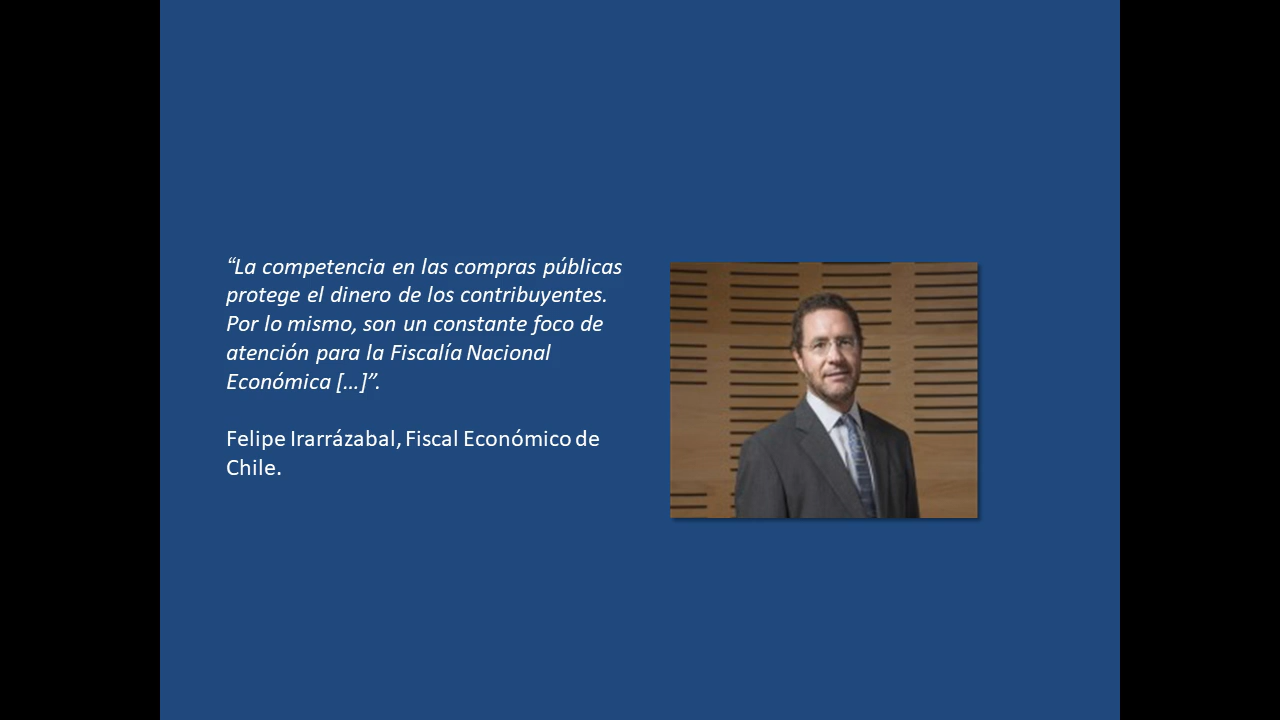 “La competencia en las compras públicas
protege el dinero de los contribuyentes.
Por lo mismo, son un constante foco de
atención para la Fiscalía Nacional
Económica […]”.
Felipe Irarrázabal, Fiscal Económico de
Chile.